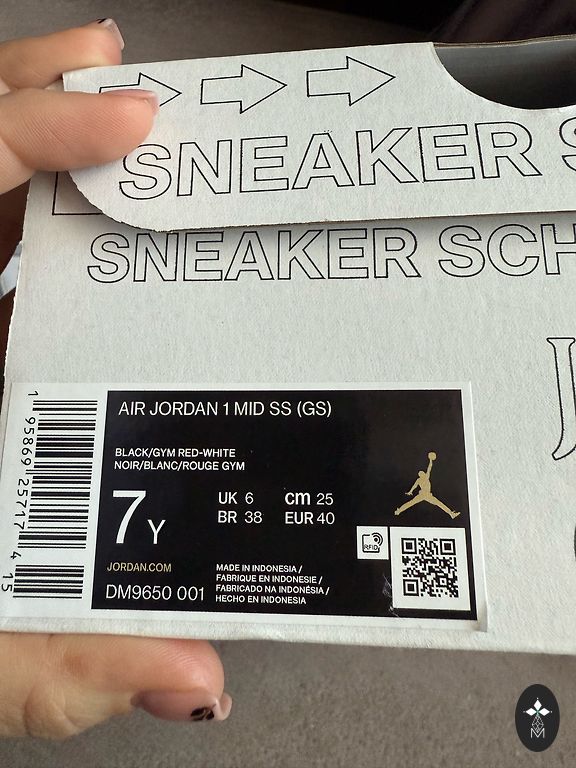 SNEAKER
SNEAKER SCH
J
AIR JORDAN 1 MID SS (GS)
BLACK/GYM RED-WHITE
NOIR/BLANC/ROUGE GYM
7Y
UK 6
cm 25
BR 38
EUR 40
RFID
JORDAN.COM
DM9650 001
MADE IN INDONESIA /
FABRIQUE EN INDONESIE /
FABRICADO NA INDONÉSIA /
HECHO EN INDONESIA
1 95869 25717 4 15
M